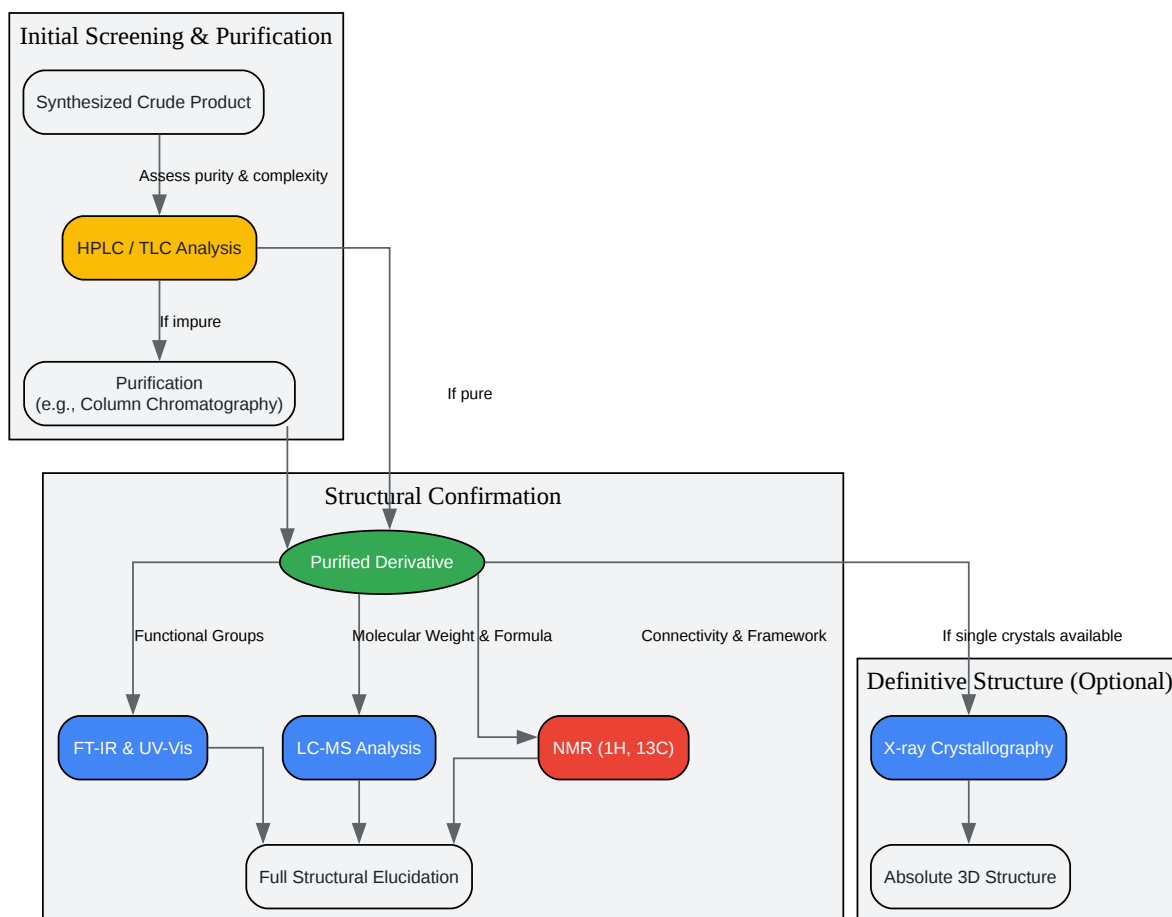 Initial Screening & Purification
Synthesized Crude Product
Assess purity & complexity
HPLC / TLC Analysis
If impure
Purification
(e.g., Column Chromatography)
If pure
Structural Confirmation
Purified Derivative
Functional Groups
Molecular Weight & Formula
Connectivity & Framework
If single crystals available
Definitive Structure (Optional)
FT-IR & UV-Vis
LC-MS Analysis
NMR (1H, 13C)
X-ray Crystallography
Full Structural Elucidation
Absolute 3D Structure